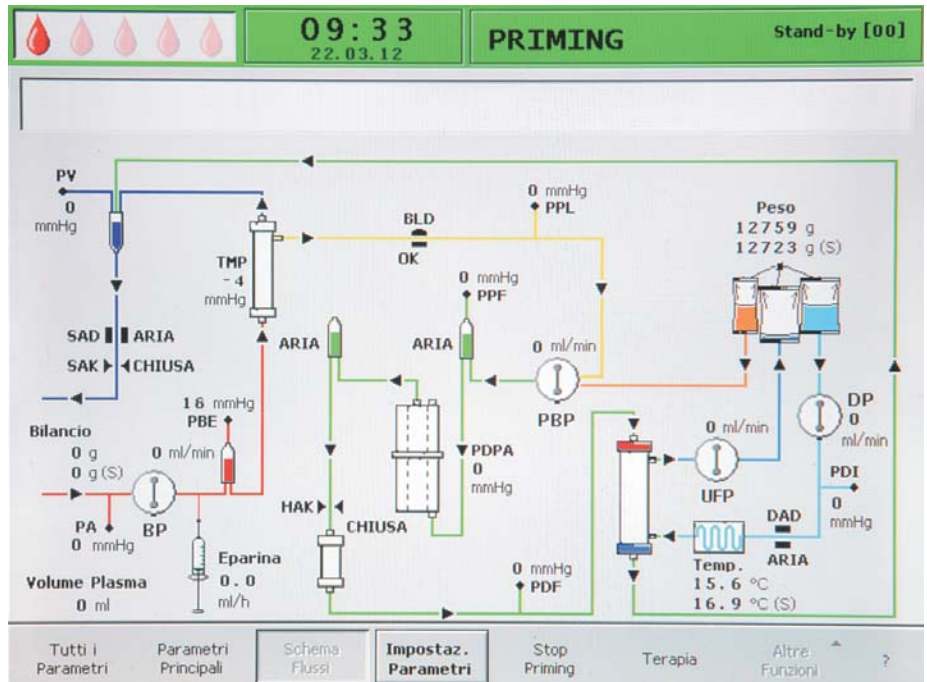 09:33
22.03.12
PRIMING
Stand-by [00]
PV
0
mmHg
TMP
-4
mmHg
BLD
OK
0 mmHg
PPL
Peso
12759 g
12723 g (S)
SAD ARIA
SAK CHIUSA
ARIA
0 mmHg
PPF
ARIA
0 ml/min
PBP
Bilancio
0 g
0 g (S)
16 mmHg
PBE
0 ml/min
BP
PA
0 mmHg
Volume Plasma
0 ml
Eparina
0.0
ml/h
HAK
CHIUSA
PDPA
0
mmHg
0 mmHg
PDF
0 ml/min
UFP
DP
0
ml/min
PDI
0
mmHg
DAD
ARIA
Temp.
15.6 °C
16.9 °C (S)
Tutti i
Parametri
Parametri
Principali
Schema
Flussi
Impostaz.
Parametri
Stop
Priming
Terapia
Altre
Funzioni
?